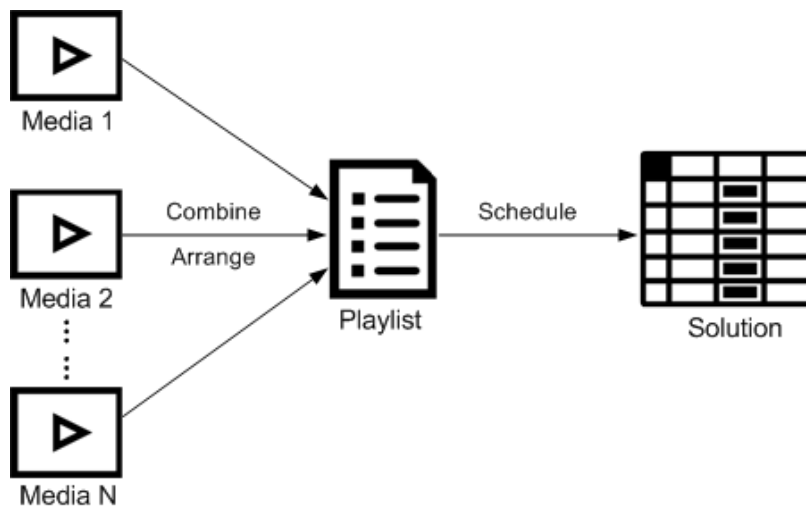 Media 1
Combine
Arrange
Media 2
Media N
Playlist
Schedule
Solution